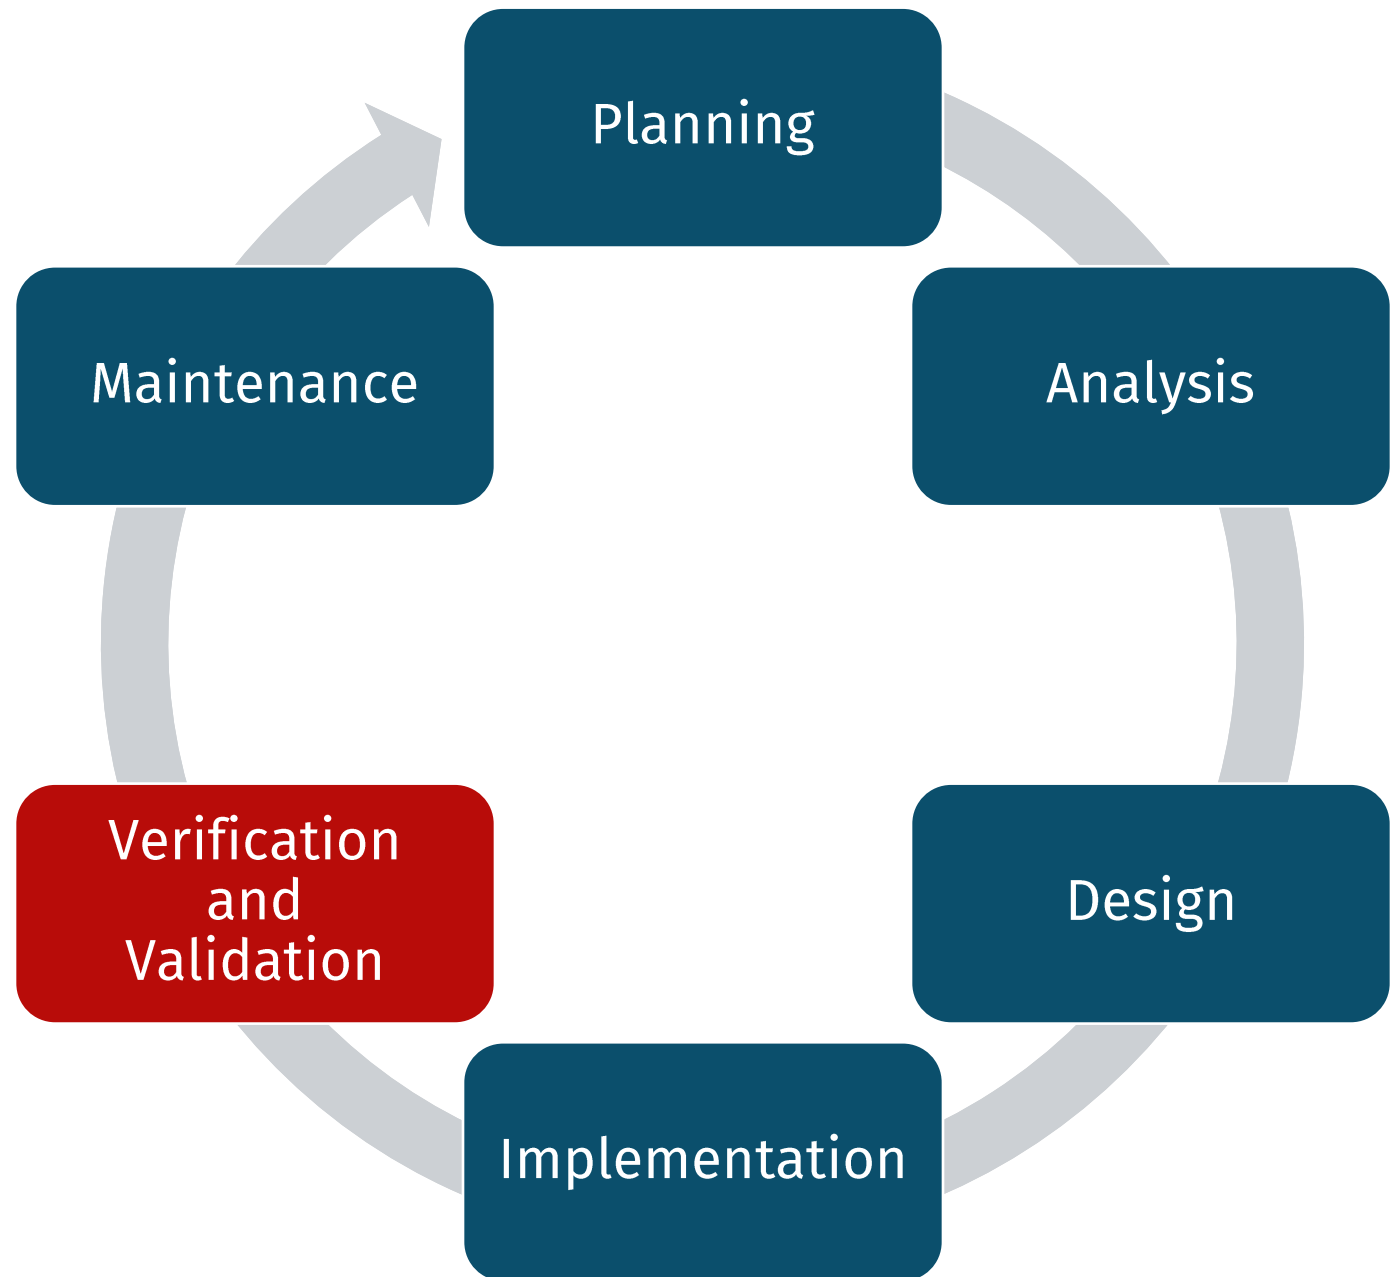 Planning
Maintenance
Analysis
Verification
and
Validation
Design
Implementation